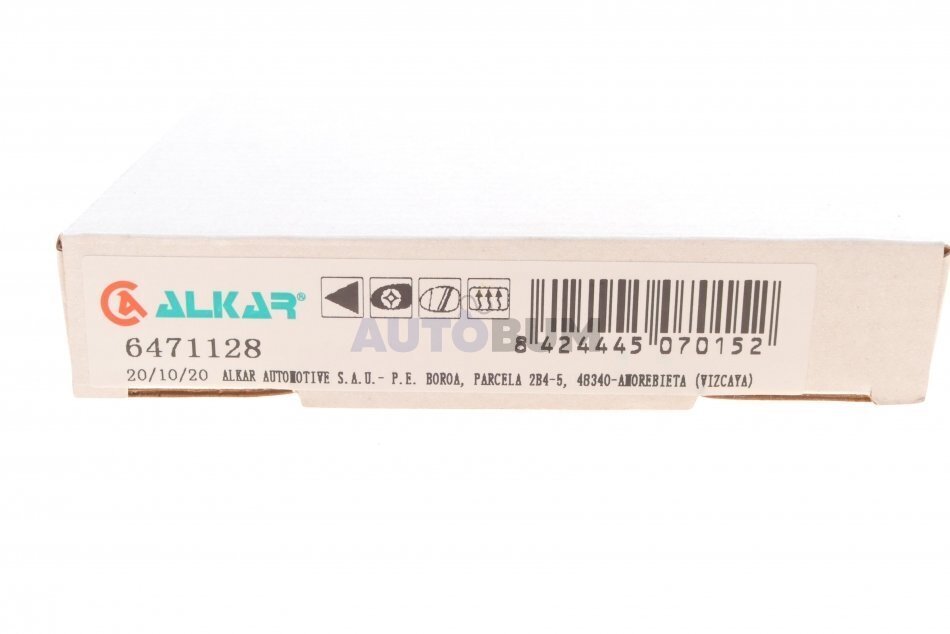 ALKAR®
6471128
AUTOBUM
8 424445 070152
20/10/20 ALKAR AUTOMOTIVE S.A.U.- P.E. BOROA, PARCELA 2B4-5, 48340-AMOREBIETA (VIZCAYA)